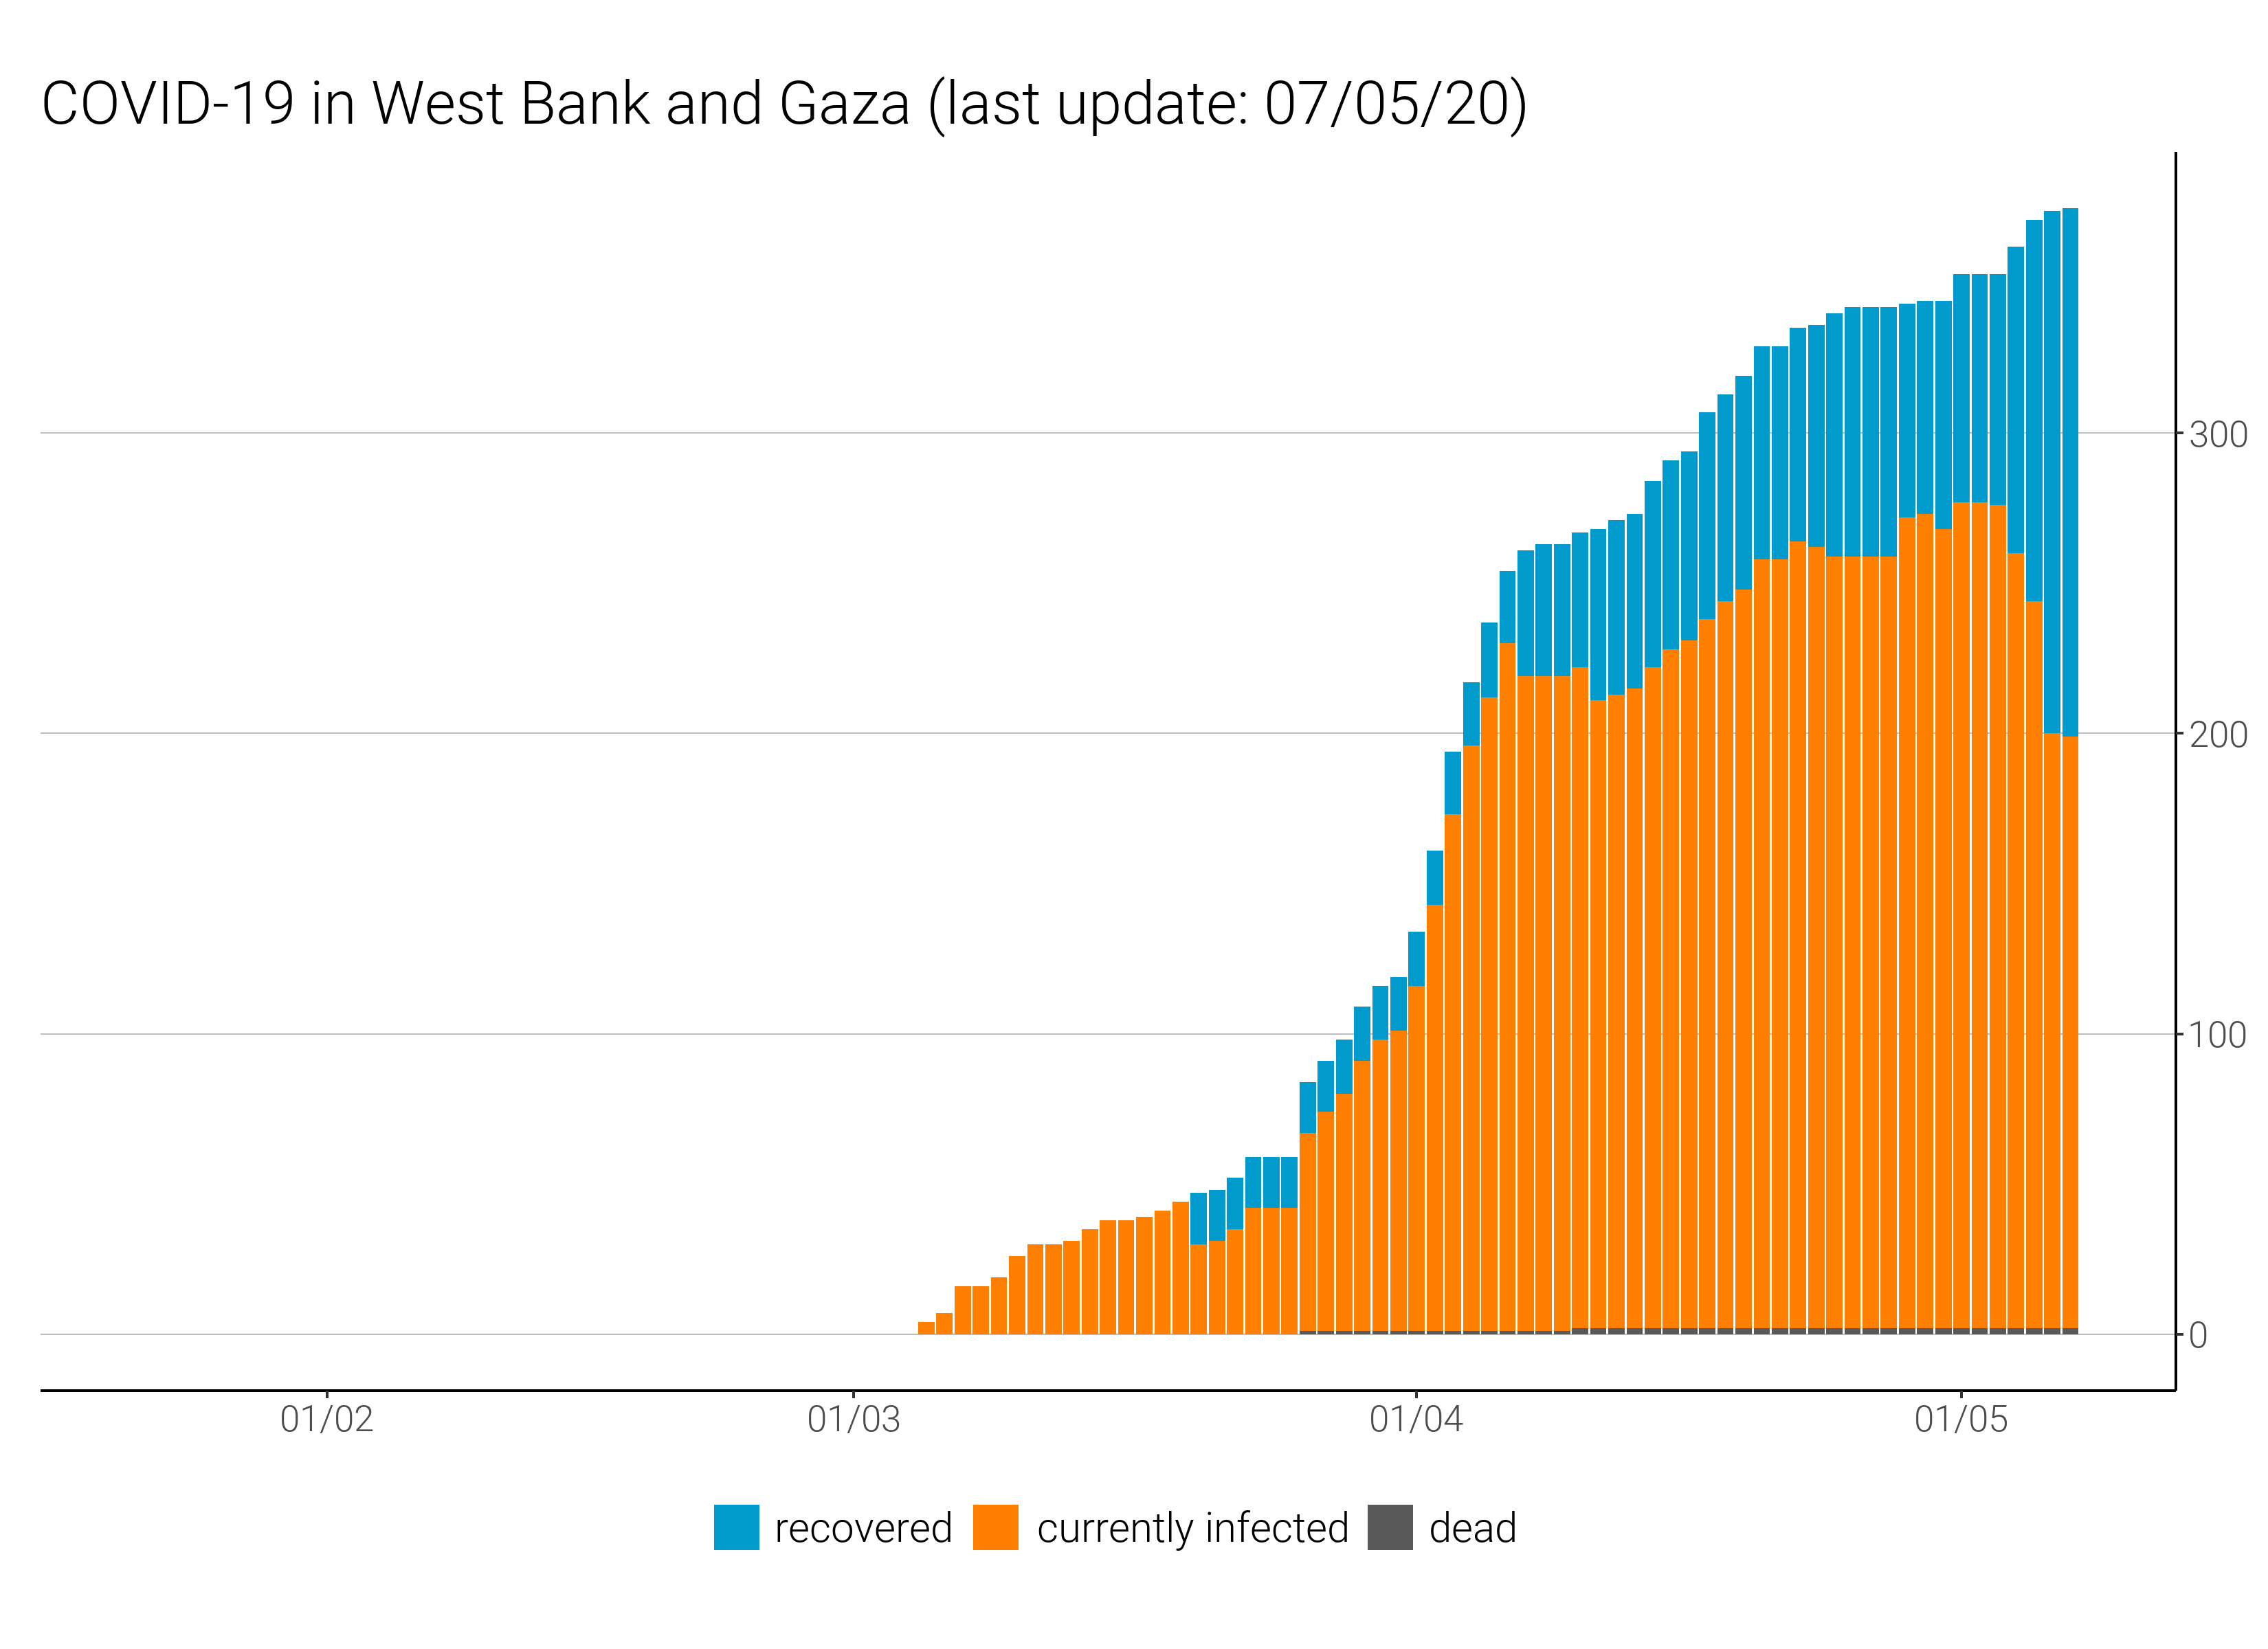 COVID-19 in West Bank and Gaza (last update: 07/05/20)
300
200
100
0
01/02 01/03 01/04 01/05
recovered currently infected dead